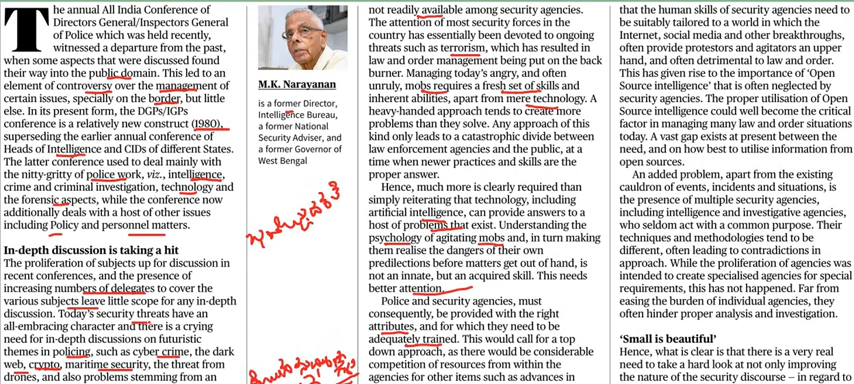 The annual All India Conference of
Directors General/Inspectors General
of Police which was held recently,
witnessed a departure from the past,
when some aspects that were discussed found
their way into the public domain. This led to an
element of controversy over the management of
certain issues, specially on the border, but little
else. In its present form, the DGPs/IGPs
conference is a relatively new construct (1980),
superseding the earlier annual conference of
Heads of Intelligence and CIDs of different States.
The latter conference used to deal mainly with
the nitty-gritty of police work, viz., intelligence,
crime and criminal investigation, technology and
the forensic aspects, while the conference now
additionally deals with a host of other issues
including Policy and personnel matters.
In-depth discussion is taking a hit
The proliferation of subjects up for discussion in
recent conferences, and the presence of
increasing numbers of delegates to cover the
various subjects leave little scope for any in-depth
discussion. Today's security threats have an
all-embracing character and there is a crying
need for in-depth discussions on futuristic
themes in policing, such as cyber crime, the dark
web, crypto, maritime security, the threat from
drones, and also problems stemming from an
M.K. Narayanan
is a former Director,
Intelligence Bureau,
a former National
Security Adviser, and
a former Governor of
West Bengal
not readily available among security agencies.
The attention of most security forces in the
country has essentially been devoted to ongoing
threats such as terrorism, which has resulted in
law and order management being put on the back
burner. Managing today's angry, and often
unruly, mobs requires a fresh set of skills and
inherent abilities, apart from mere technology. A
heavy-handed approach tends to create more
problems than they solve. Any approach of this
kind only leads to a catastrophic divide between
law enforcement agencies and the public, at a
time when newer practices and skills are the
proper answer.
Hence, much more is clearly required than
simply reiterating that technology, including
artificial intelligence, can provide answers to a
host of problems that exist. Understanding the
psychology of agitating mobs and, in turn making
them realise the dangers of their own
predilections before matters get out of hand, is
not an innate, but an acquired skill. This needs
better attention.
Police and security agencies, must
consequently, be provided with the right
attributes, and for which they need to be
adequately trained. This would call for a top
down approach, as there would be considerable
competition of resources from within the
agencies for other items such as advances in
that the human skills of security agencies need to
be suitably tailored to a world in which the
Internet, social media and other breakthroughs,
often provide protestors and agitators an upper
hand, and often detrimental to law and order.
This has given rise to the importance of 'Open
Source intelligence' that is often neglected by
security agencies. The proper utilisation of Open
Source intelligence could well become the critical
factor in managing many law and order situations
today. A vast gap exists at present between the
need, and on how best to utilise information from
open sources.
An added problem, apart from the existing
cauldron of events, incidents and situations, is
the presence of multiple security agencies,
including intelligence and investigative agencies,
who seldom act with a common purpose. Their
techniques and methodologies tend to be
different, often leading to contradictions in
approach. While the proliferation of agencies was
intended to create specialised agencies for special
requirements, this has not happened. Far from
easing the burden of individual agencies, they
often hinder proper analysis and investigation.
'Small is beautiful'
Hence, what is clear is that there is a very real
need to take a hard look at not only improving
the nature of the security discourse – in regard to